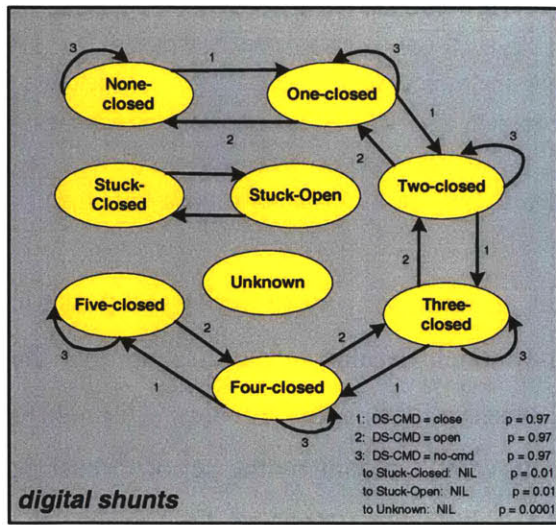 3
1
None-
closed
One-closed
3
1
2
2
3
Stuck-
Closed
Stuck-Open
Two-closed
1
2
Unknown
Five-closed
Three-
closed
2
2
3
3
1
1
Four-closed
3
1: DS-CMD = close p = 0.97
2: DS-CMD = open p = 0.97
3: DS-CMD = no-cmd p = 0.97
to Stuck-Closed: NIL p = 0.01
to Stuck-Open: NIL p = 0.01
to Unknown: NIL p = 0.0001
digital shunts